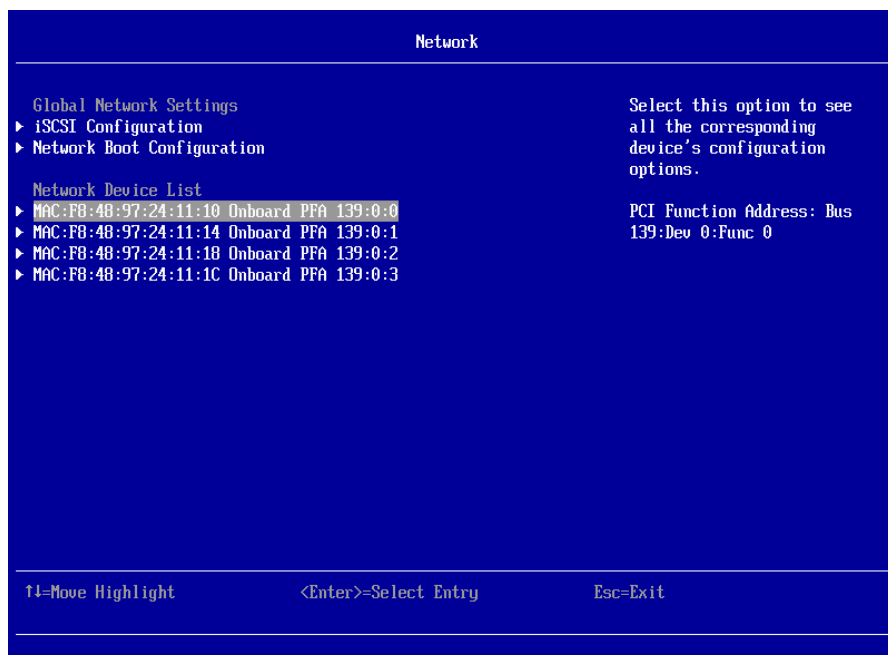 Network
Global Network Settings
▶ iSCSI Configuration
▶ Network Boot Configuration
Network Device List
▶ MAC:F8:48:97:24:11:10 Onboard PFA 139:0:0
▶ MAC:F8:48:97:24:11:14 Onboard PFA 139:0:1
▶ MAC:F8:48:97:24:11:18 Onboard PFA 139:0:2
▶ MAC:F8:48:97:24:11:1C Onboard PFA 139:0:3
Select this option to see
all the corresponding
device's configuration
options.
PCI Function Address: Bus
139:Dev 0:Func 0
↑↓=Move Highlight <Enter>=Select Entry Esc=Exit